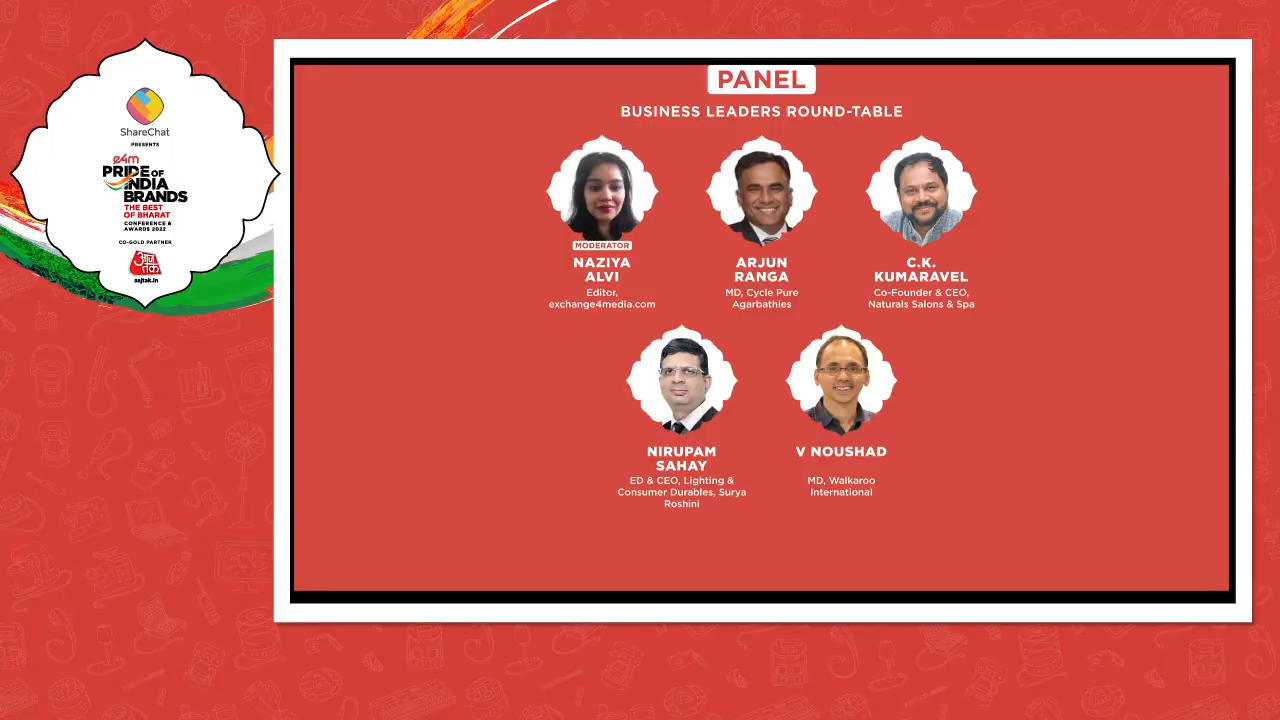 ShareChat
PRESENTS
e4m
PRIDE OF
INDIA
BRANDS
THE BEST
OF BHARAT
CONFERENCE &
AWARDS 2022
CO-GOLD PARTNER
आज
तक
aajtak.in
PANEL
BUSINESS LEADERS ROUND-TABLE
MODERATOR
NAZIYA
ALVI
Editor,
exchange4media.com
ARJUN
RANGA
MD, Cycle Pure
Agarbathies
C.K.
KUMARAVEL
Co-Founder & CEO,
Naturals Salons & Spa
NIRUPAM
SAHAY
ED & CEO, Lighting &
Consumer Durables, Surya
Roshini
V NOUSHAD
MD, Walkaroo
International